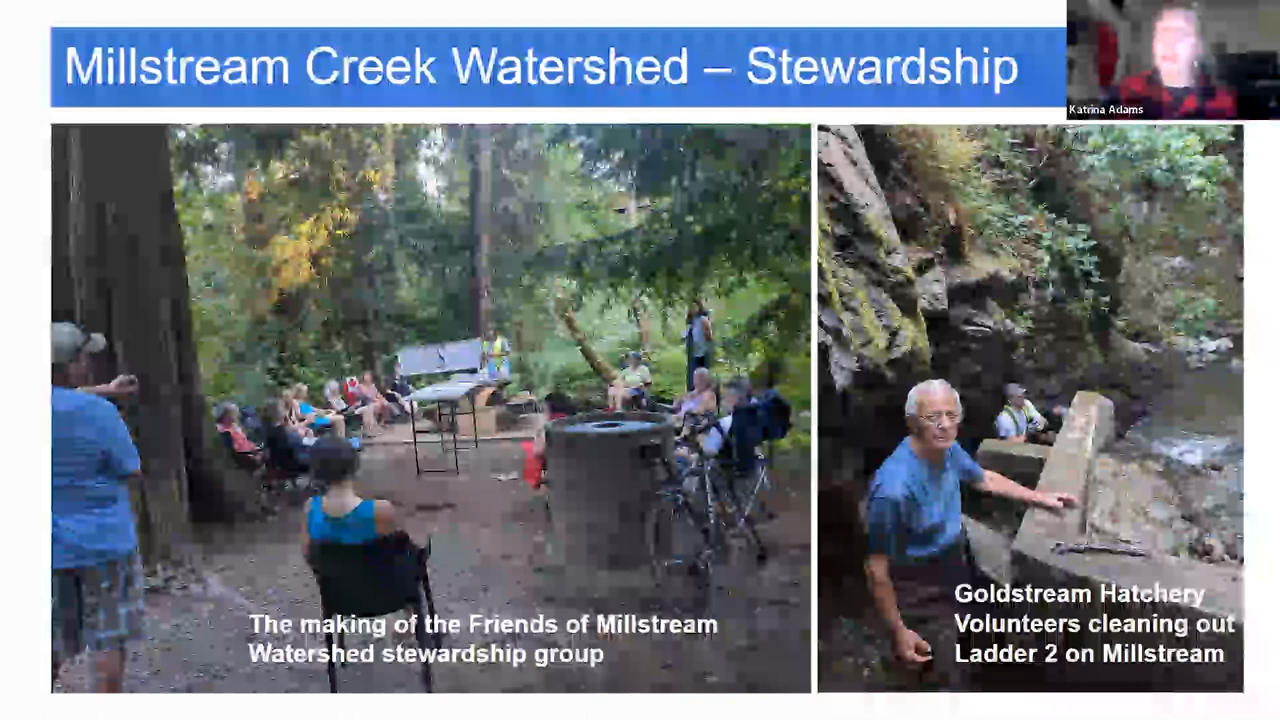 Millstream Creek Watershed – Stewardship
Katrina Adams
The making of the Friends of Millstream
Watershed stewardship group
Goldstream Hatchery
Volunteers cleaning out
Ladder 2 on Millstream